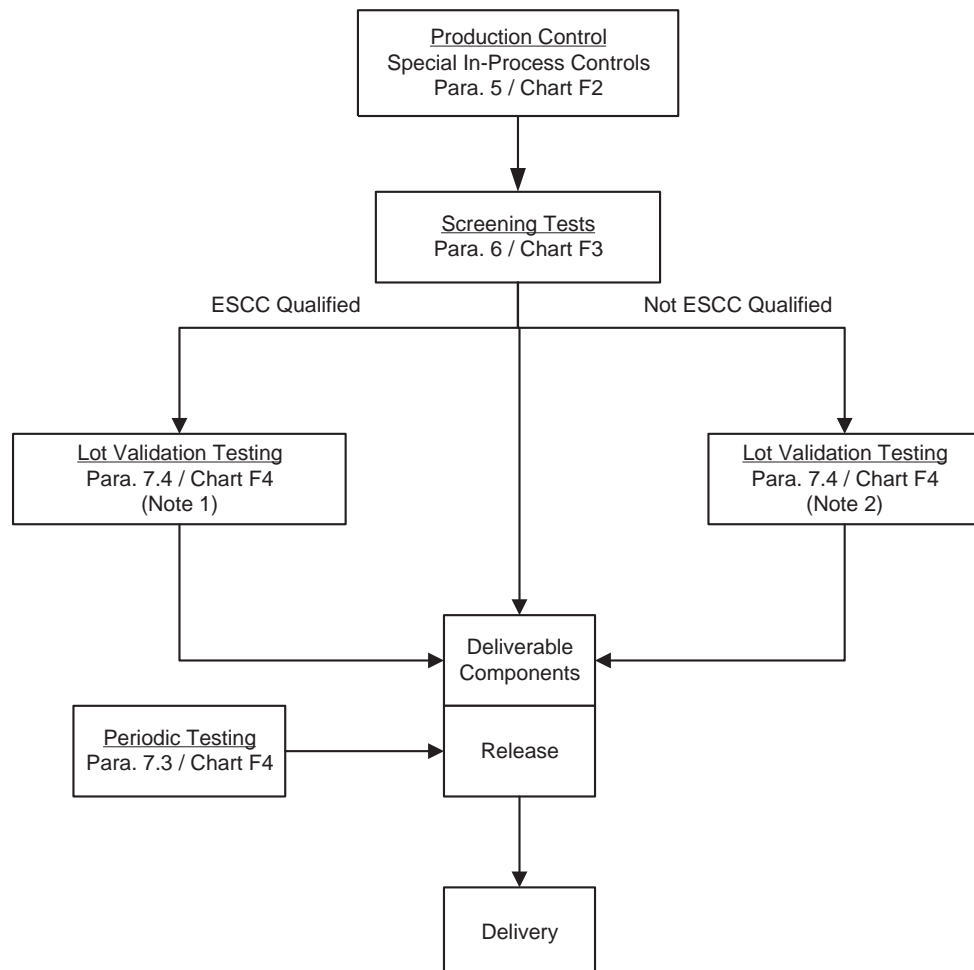 Production Control
Special In-Process Controls
Para. 5 / Chart F2
Screening Tests
Para. 6 / Chart F3
ESCC Qualified
Not ESCC Qualified
Lot Validation Testing
Para. 7.4 / Chart F4
(Note 1)
Lot Validation Testing
Para. 7.4 / Chart F4
(Note 2)
Deliverable
Components
Periodic Testing
Para. 7.3 / Chart F4
Release
Delivery